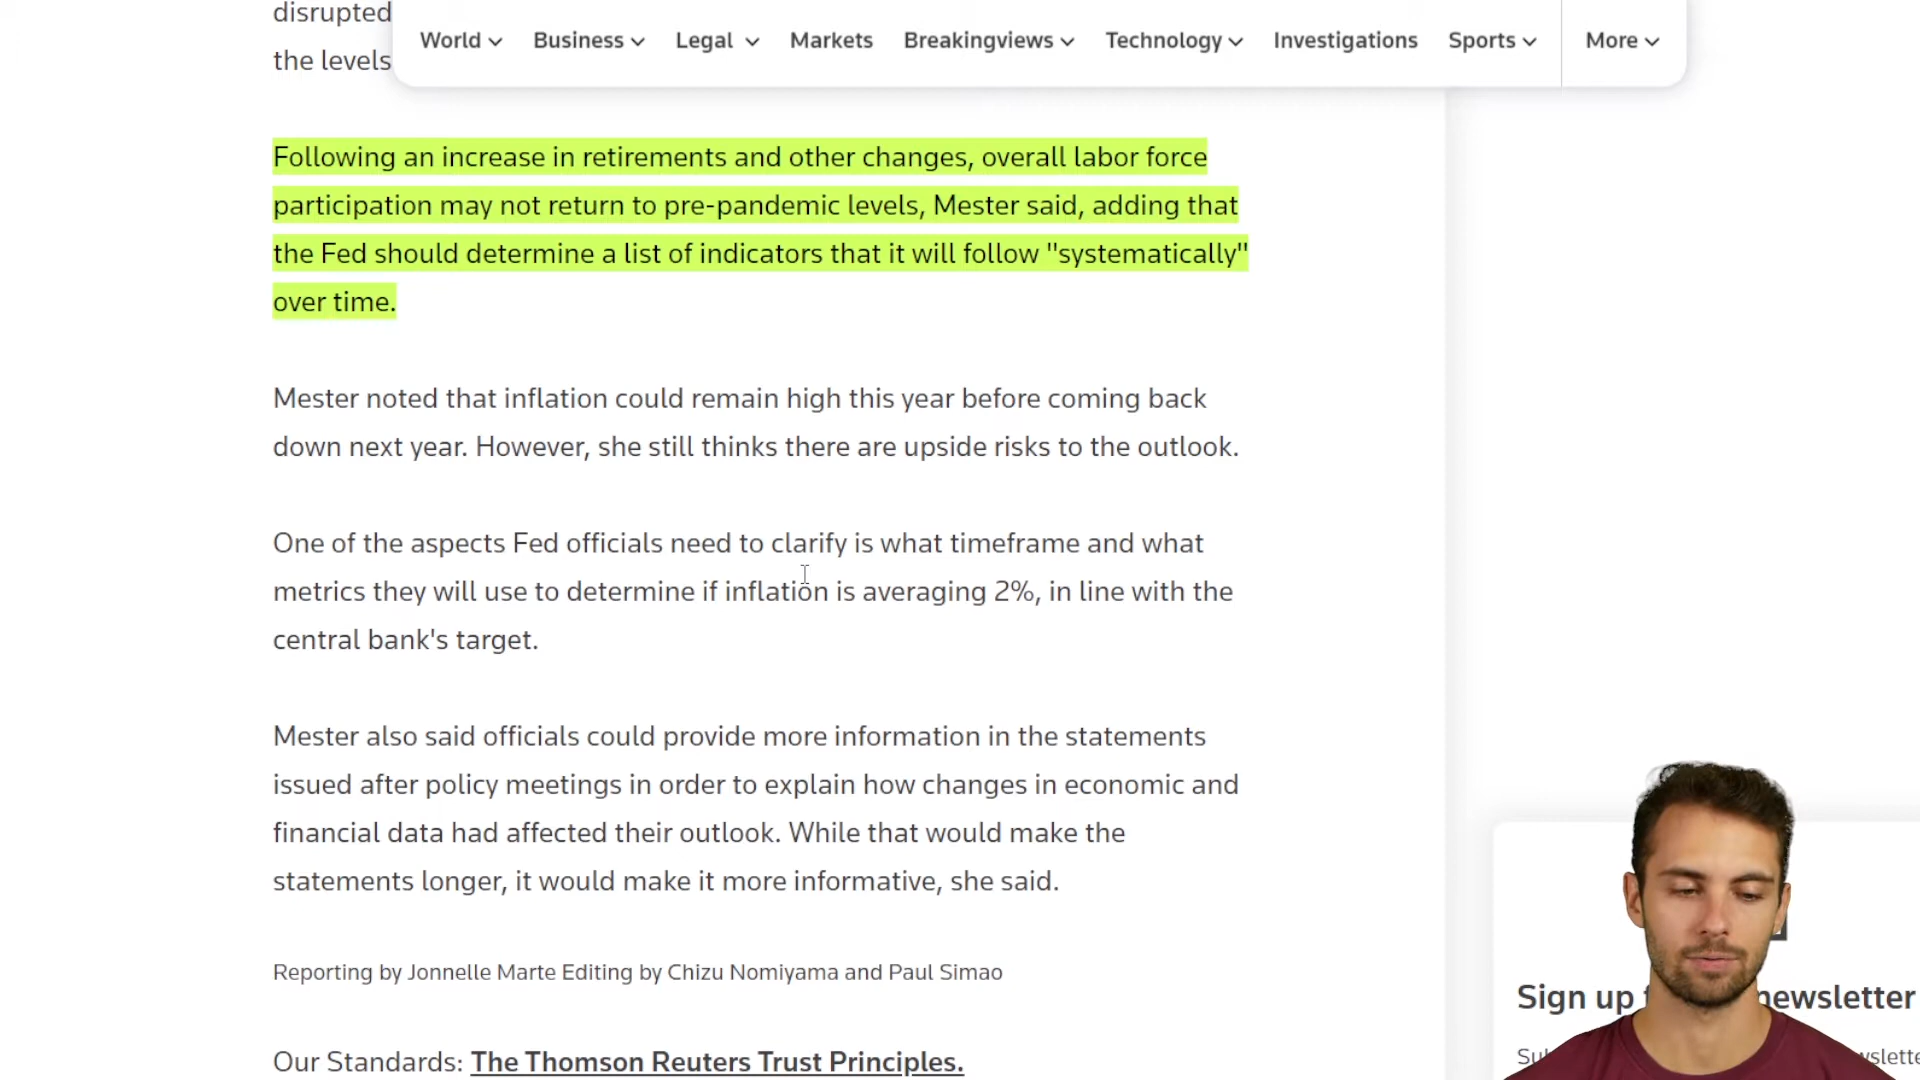 disrupted
the levels
World Business Legal Markets Breakingviews Technology Investigations Sports More
Following an increase in retirements and other changes, overall labor force
participation may not return to pre-pandemic levels, Mester said, adding that
the Fed should determine a list of indicators that it will follow "systematically"
over time.
Mester noted that inflation could remain high this year before coming back
down next year. However, she still thinks there are upside risks to the outlook.
One of the aspects Fed officials need to clarify is what timeframe and what
metrics they will use to determine if inflation is averaging 2%, in line with the
central bank's target.
Mester also said officials could provide more information in the statements
issued after policy meetings in order to explain how changes in economic and
financial data had affected their outlook. While that would make the
statements longer, it would make it more informative, she said.
Reporting by Jonnelle Marte Editing by Chizu Nomiyama and Paul Simao
Sign up newsletter
Our Standards: The Thomson Reuters Trust Principles.